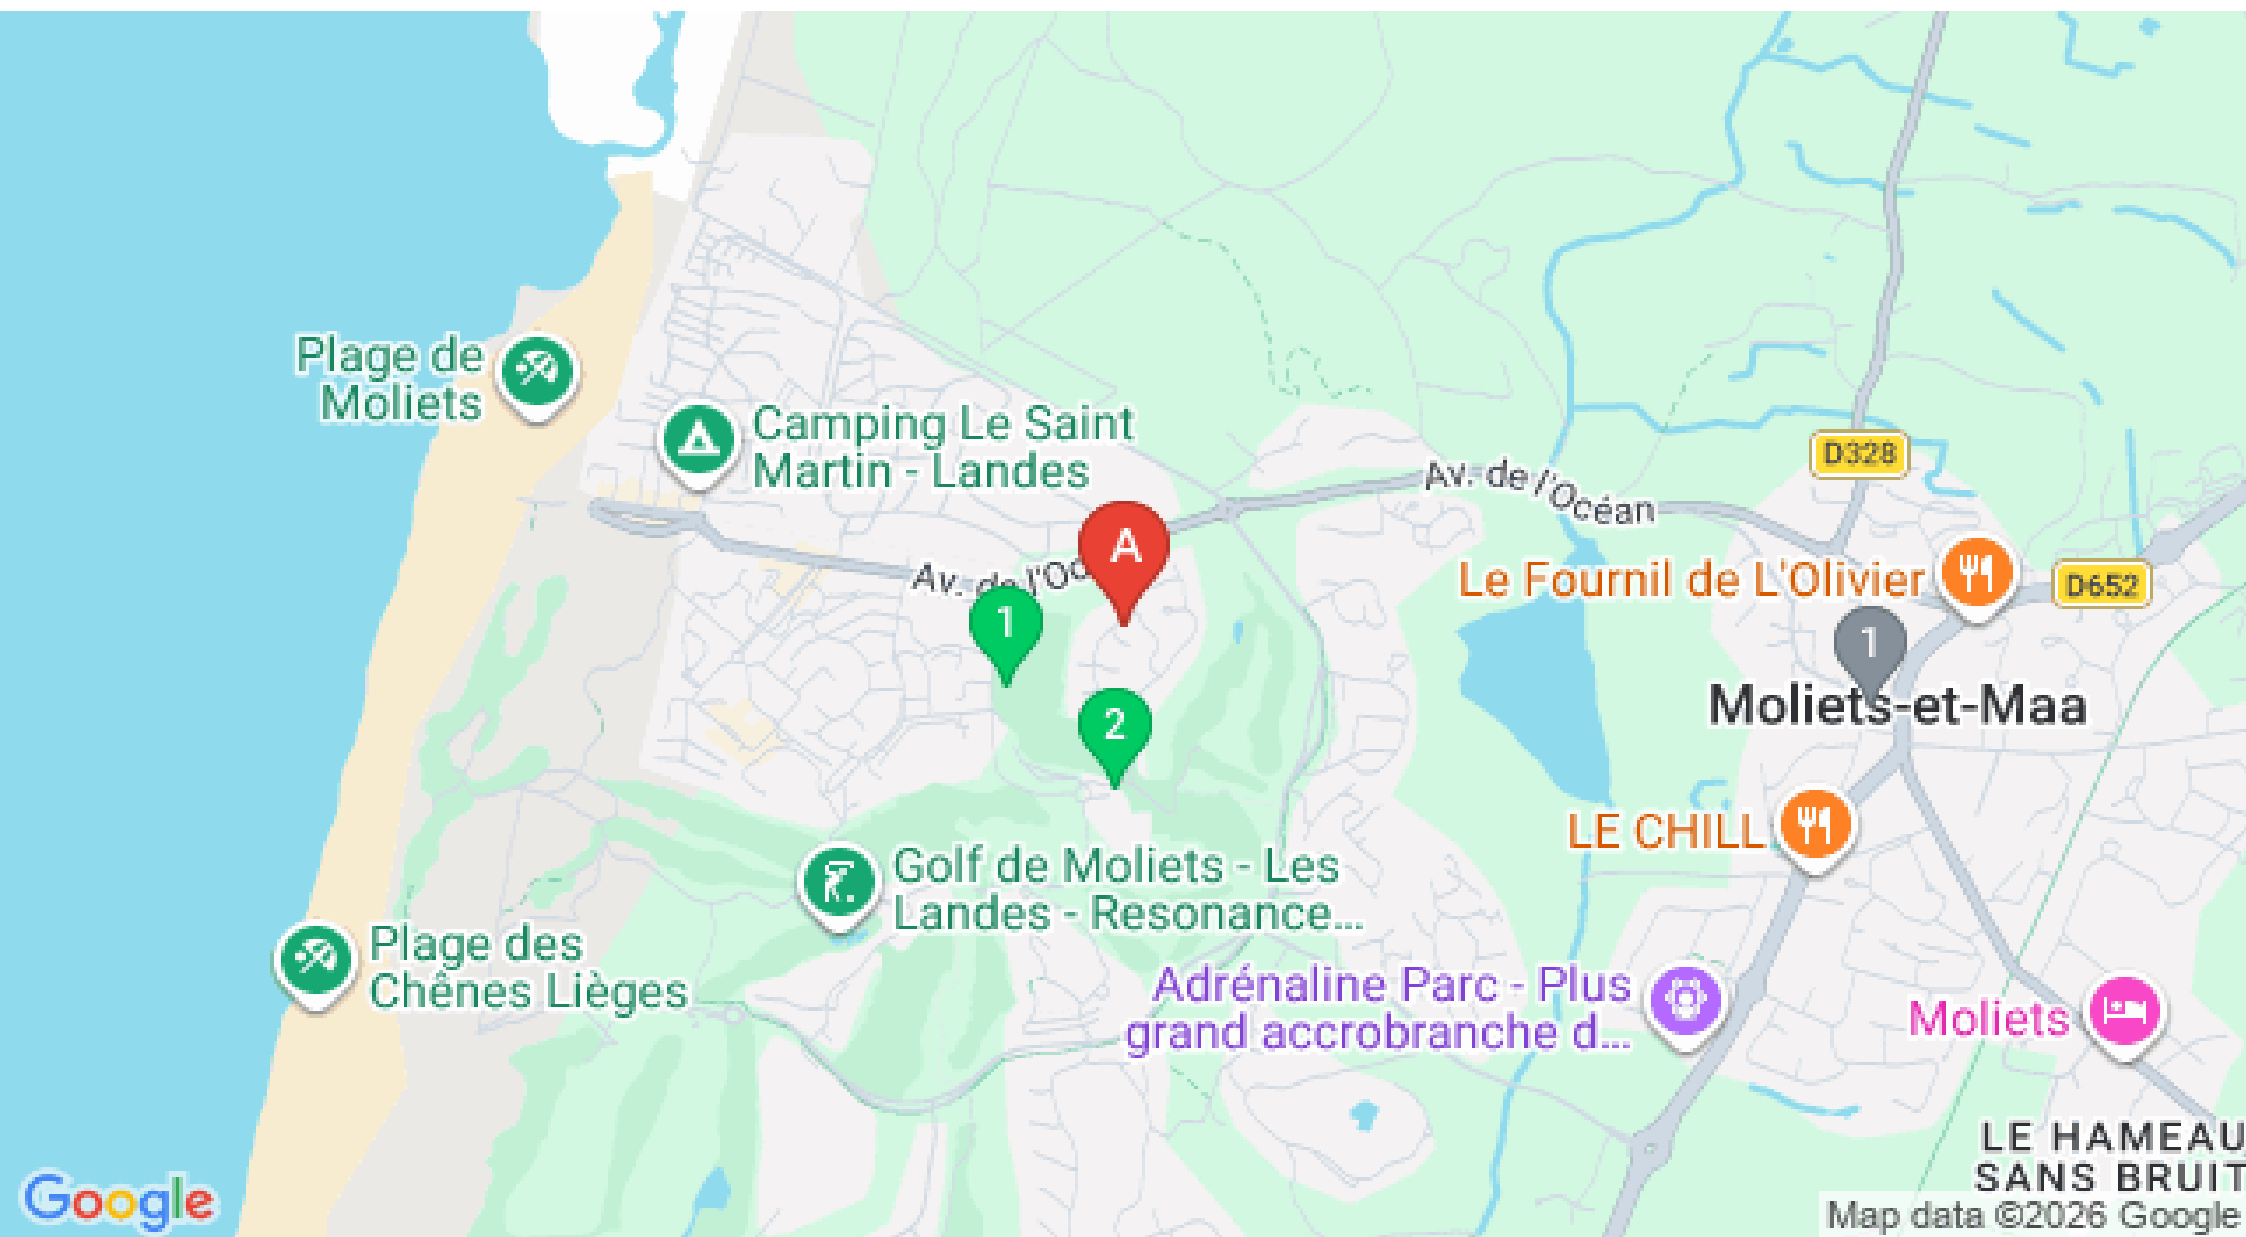 Plage de
Moliets
Camping Le Saint
Martin - Landes
Av. de l'Océan
D328
A
Av. de l'Oc
Le Fournil de L'Olivier
D652
1
1
Moliets-et-Maa
2
LE CHILL
Golf de Moliets - Les
Landes - Resonance...
Plage des
Chênes Lièges
Adrénaline Parc - Plus
grand accrobranche d...
Moliets
LE HAMEAU
SANS BRUIT
Google
Map data ©2026 Google